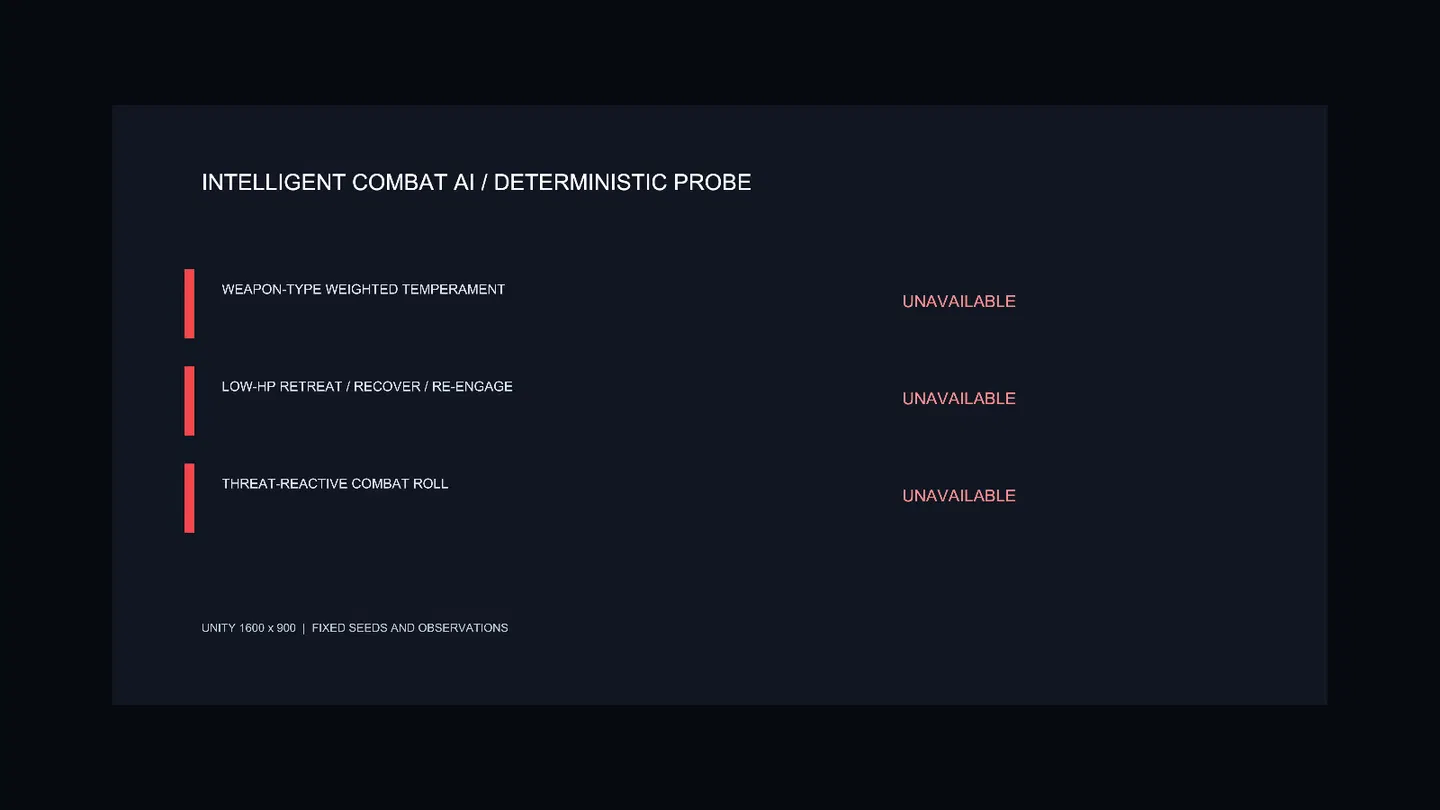 INTELLIGENT COMBAT AI / DETERMINISTIC PROBE
WEAPON-TYPE WEIGHTED TEMPERAMENT
UNAVAILABLE
LOW-HP RETREAT / RECOVER / RE-ENGAGE
UNAVAILABLE
THREAT-REACTIVE COMBAT ROLL
UNAVAILABLE
UNITY 1600 x 900 | FIXED SEEDS AND OBSERVATIONS